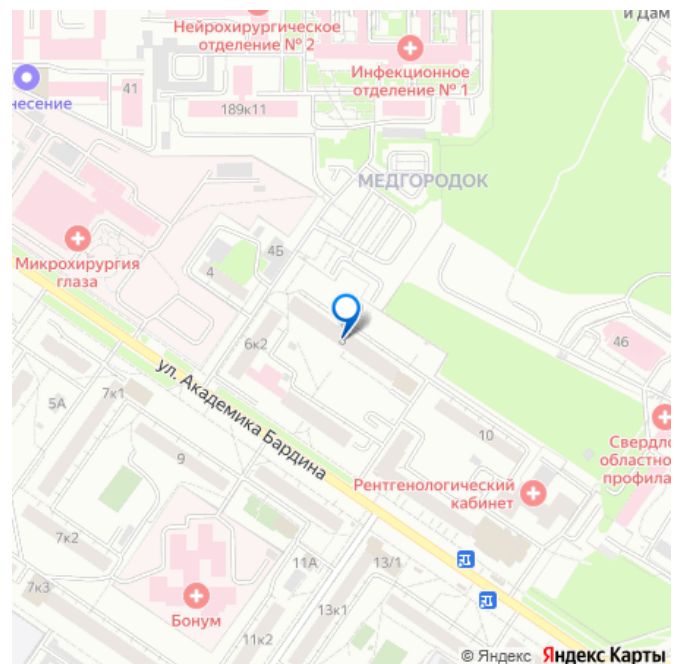 и Дам
Нейрохирургическое
отделение № 2
Инфекционное
отделение № 1
несение
41
189к11
МЕДГОРОДОК
Микрохирургия
глаза
4Б
4
6к2
46
ул. Академика Бардина
5А
7к1
9
10
Свердло
областно
профила
Рентгенологический
кабинет
7к2
11А
13/1
7к3
Бонум
13к1
11к2
© Яндекс Яндекс Карты